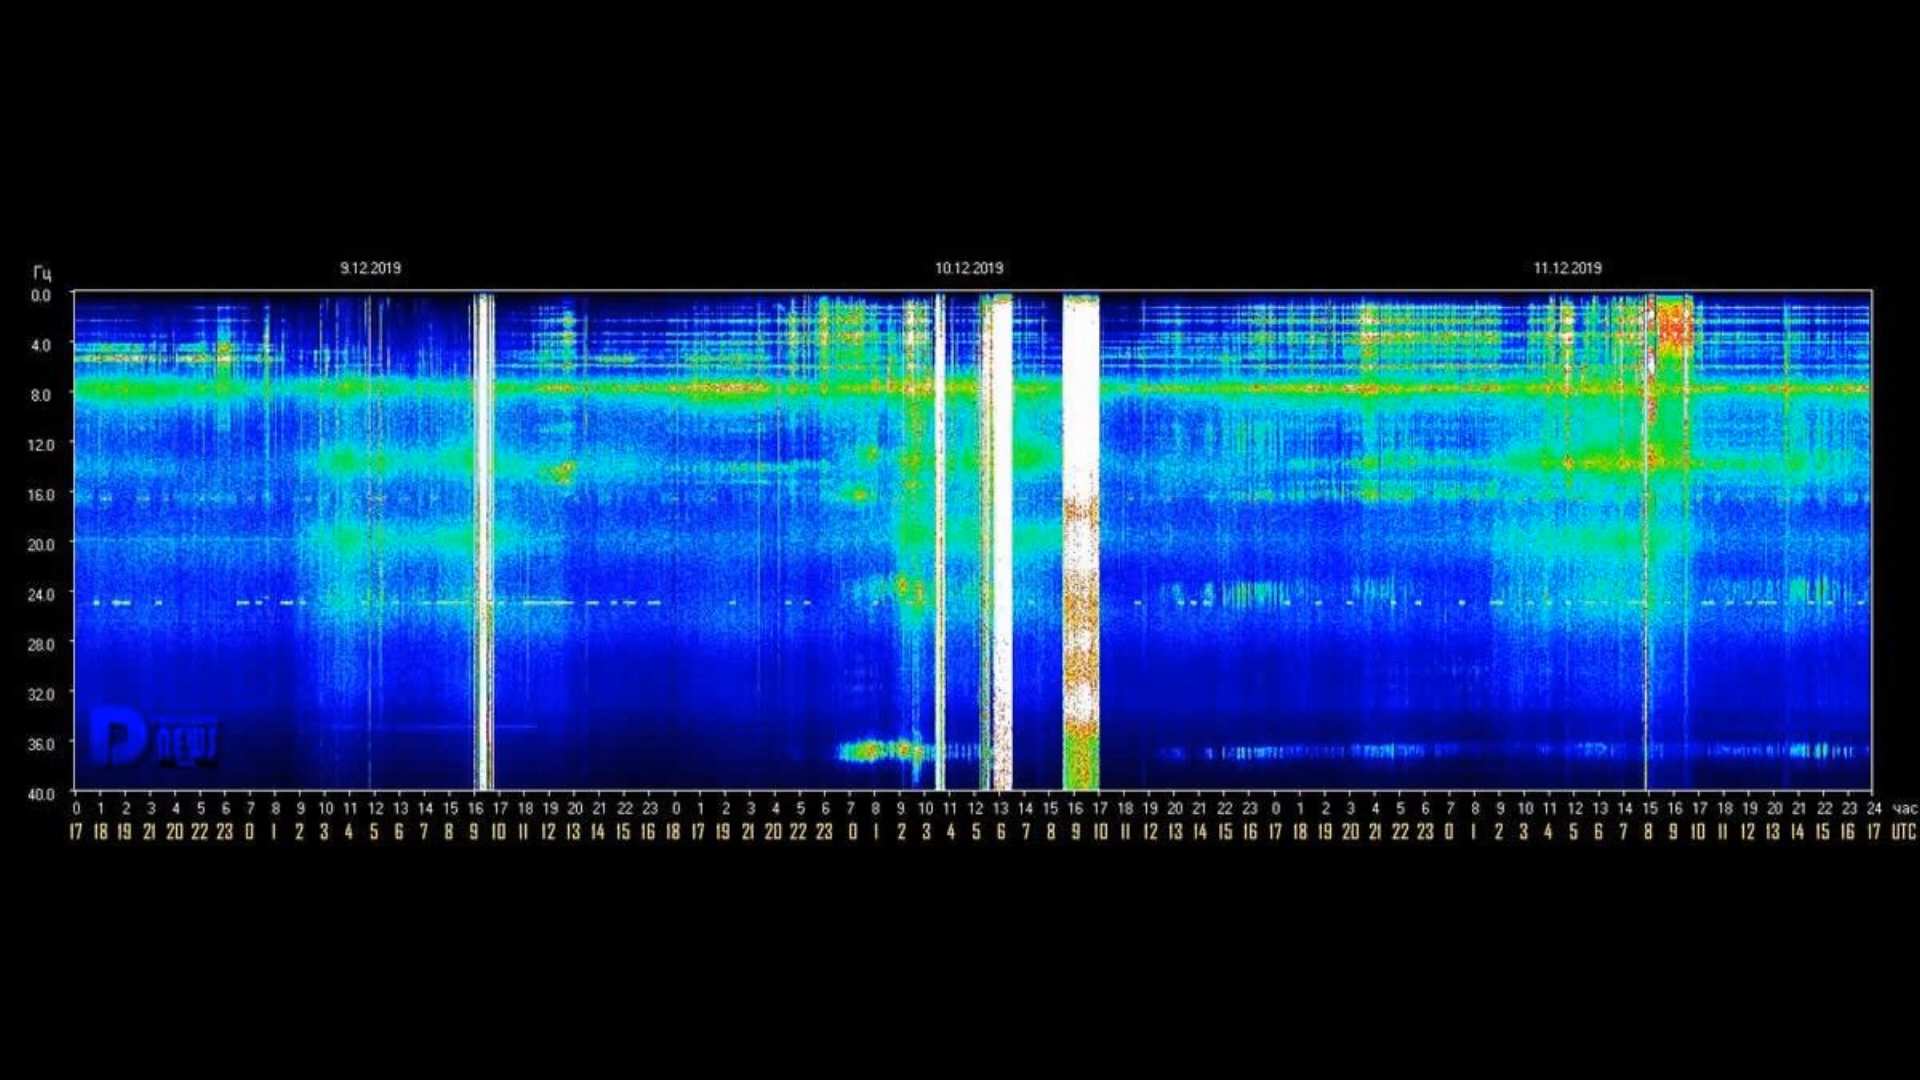 9.12.2019 10.12.2019 11.12.2019
Гц
0.0
4.0
8.0
12.0
16.0
20.0
24.0
28.0
32.0
36.0
40.0
D NEWS
0 1 2 3 4 5 6 7 8 9 10 11 12 13 14 15 16 17 18 19 20 21 22 23 0 1 2 3 4 5 6 7 8 9 10 11 12 13 14 15 16 17 18 19 20 21 22 23 0 1 2 3 4 5 6 7 8 9 10 11 12 13 14 15 16 17 18 19 20 21 22 23 24 час
17 18 19 21 20 22 23 0 1 2 3 4 5 6 7 8 9 10 11 12 13 14 15 16 18 17 19 21 20 22 23 0 1 2 3 4 5 6 7 8 9 10 11 12 13 14 15 16 17 18 19 20 21 22 23 0 1 2 3 4 5 6 7 8 9 10 11 12 13 14 15 16 17 UTC